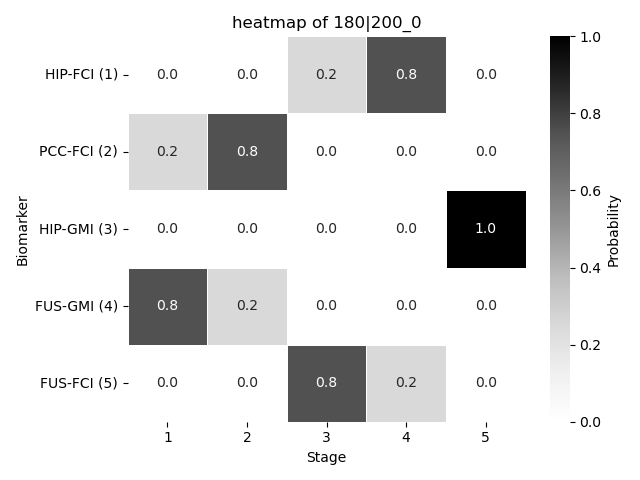 heatmap of 180|200_0
Biomarker
HIP-FCI (1) 0.0 0.0 0.2 0.8 0.0
PCC-FCI (2) 0.2 0.8 0.0 0.0 0.0
HIP-GMI (3) 0.0 0.0 0.0 0.0 1.0
FUS-GMI (4) 0.8 0.2 0.0 0.0 0.0
FUS-FCI (5) 0.0 0.0 0.8 0.2 0.0
1 2 3 4 5
Stage
1.0
0.8
0.6
0.4
0.2
0.0
Probability